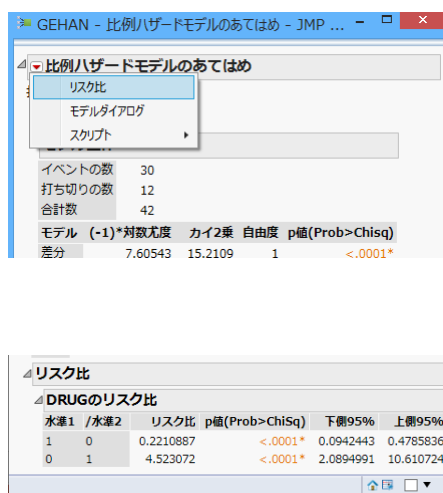 GEHAN - 比例ハザードモデルのあてはめ - JMP ...
比例ハザードモデルのあてはめ
リスク比
モデルダイアログ
スクリプト
イベントの数 30
打ち切りの数 12
合計数 42
モデル (-1)*対数尤度 カイ2乗 自由度 p値(Prob>Chisq)
差分 7.60543 15.2109 1 <.0001*
リスク比
DRUGのリスク比
水準1 /水準2 リスク比 p値(Prob>ChiSq) 下側95% 上側95%
1 0 0.2210887 <.0001* 0.0942443 0.4785836
0 1 4.523072 <.0001* 2.0894991 10.610724